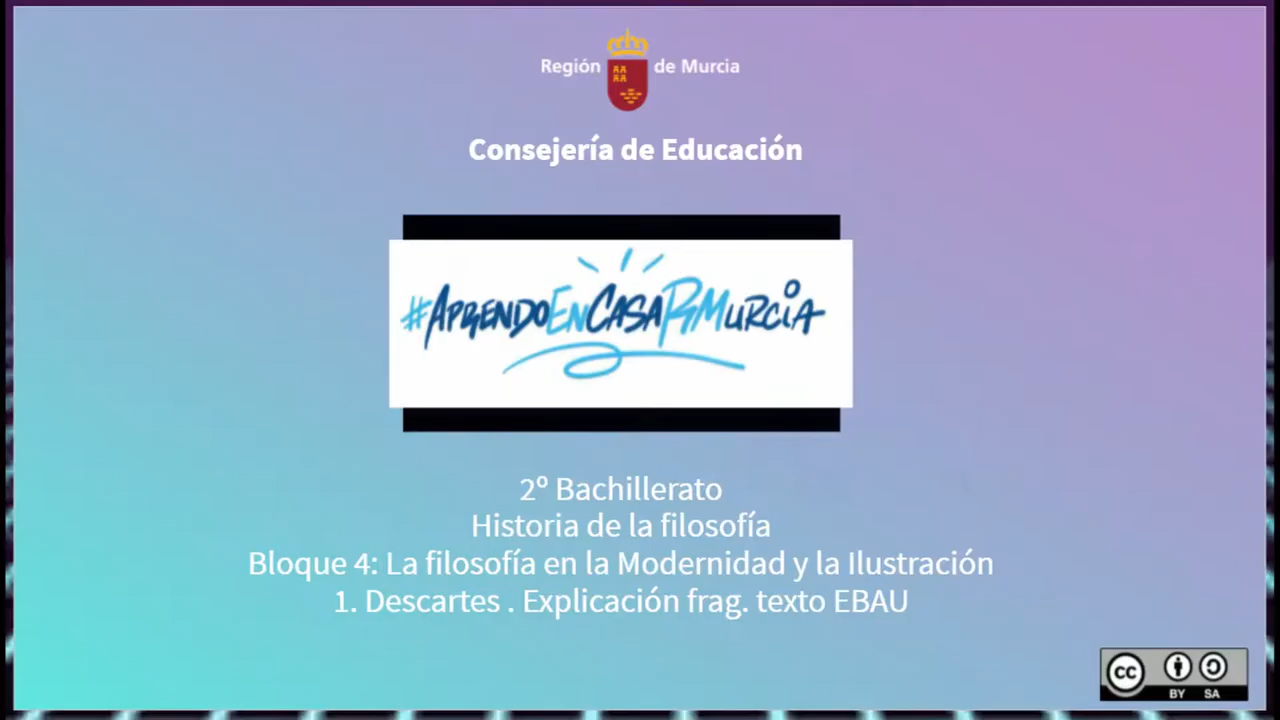 Región de Murcia
Consejería de Educación
#AprendoEnCasaRMurcia
2º Bachillerato
Historia de la filosofía
Bloque 4: La filosofía en la Modernidad y la Ilustración
1. Descartes . Explicación frag. texto EBAU
cc
BY SA